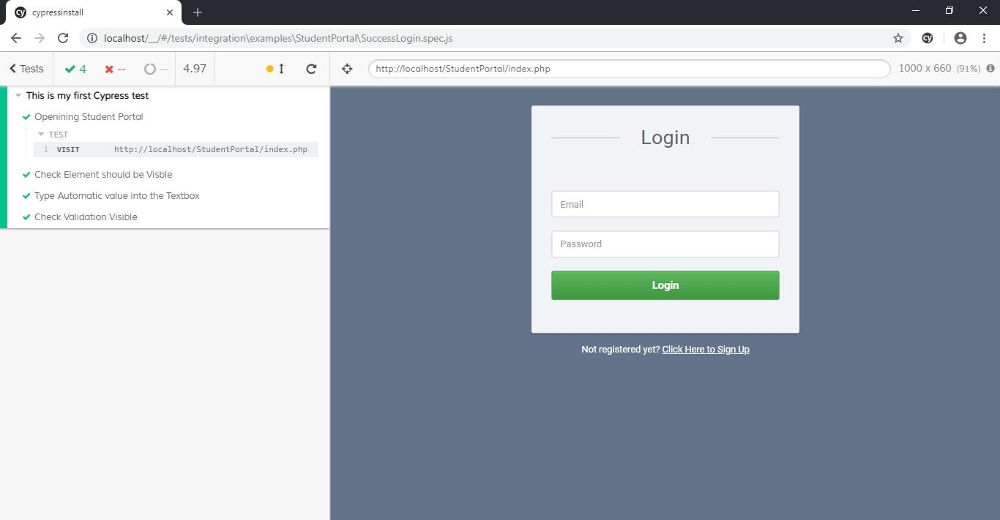 cypressinstall
localhost/__/#/tests/integration\examples\StudentPortal\SuccessLogin.spec.js
Tests 4 -- -- 4.97
http://localhost/StudentPortal/index.php 1000 x 660 (91%)
This is my first Cypress test
Openining Student Portal
TEST
1 VISIT http://localhost/StudentPortal/index.php
Check Element should be Visble
Type Automatic value into the Textbox
Check Validation Visible
Login
Email
Password
Login
Not registered yet? Click Here to Sign Up